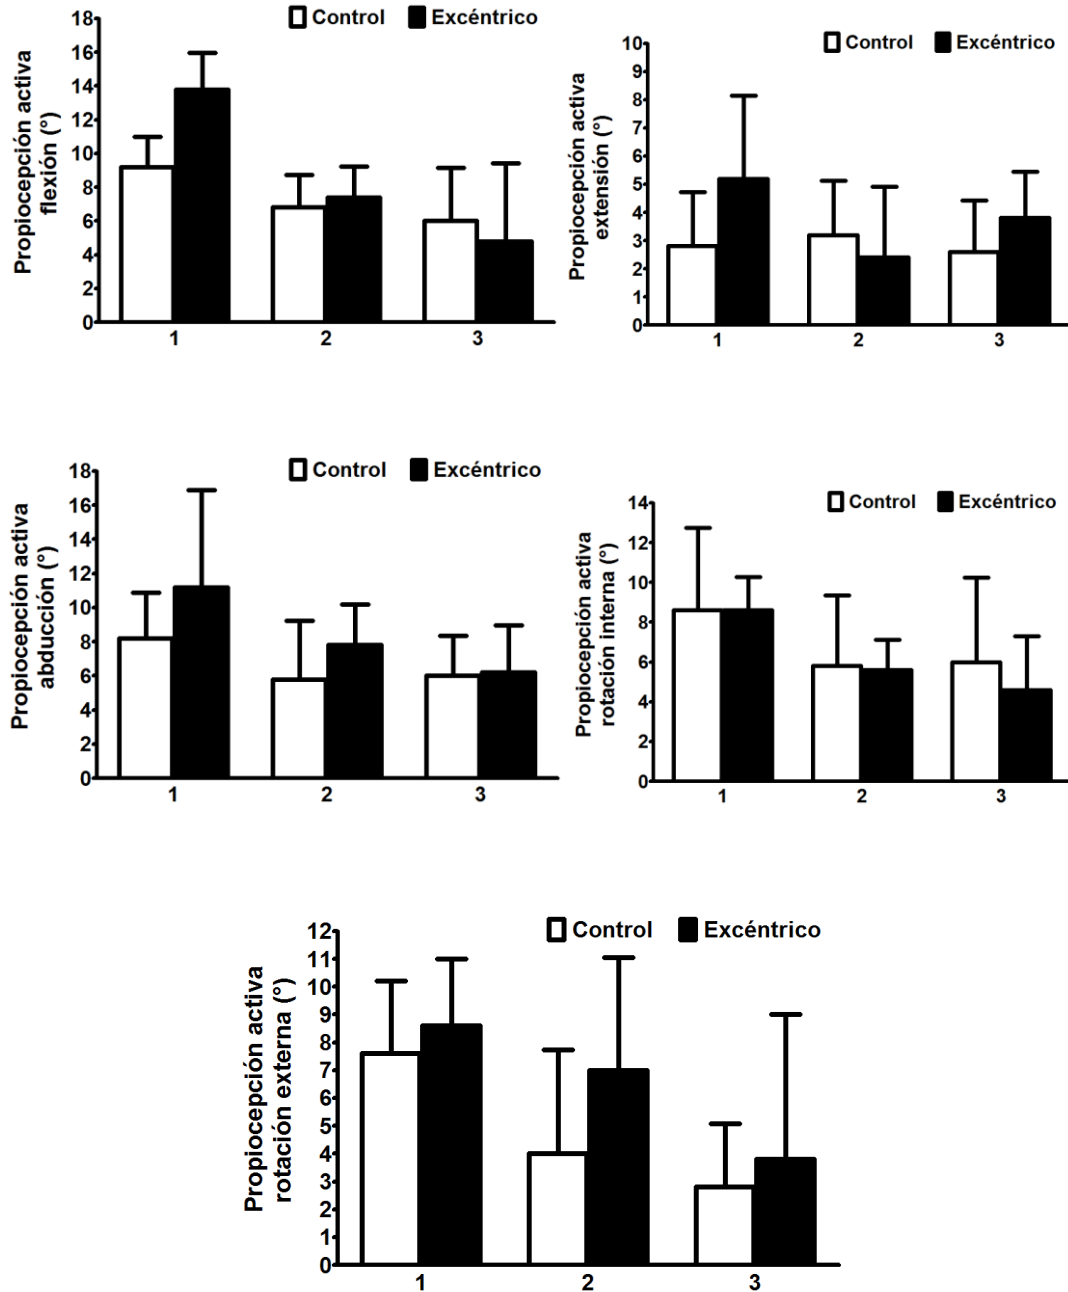 Control Excéntrico
Propiocepción activa
flexión (°)
18
16
14
12
10
8
6
4
2
0
1 2 3
Control Excéntrico
Propiocepción activa
extensión (°)
10
9
8
7
6
5
4
3
2
1
0
1 2 3
Control Excéntrico
Propiocepción activa
abducción (°)
18
16
14
12
10
8
6
4
2
0
1 2 3
Control Excéntrico
Propiocepción activa
rotación interna (°)
14
12
10
8
6
4
2
0
1 2 3
Control Excéntrico
Propiocepción activa
rotación externa (°)
12
11
10
9
8
7
6
5
4
3
2
1
0
1 2 3